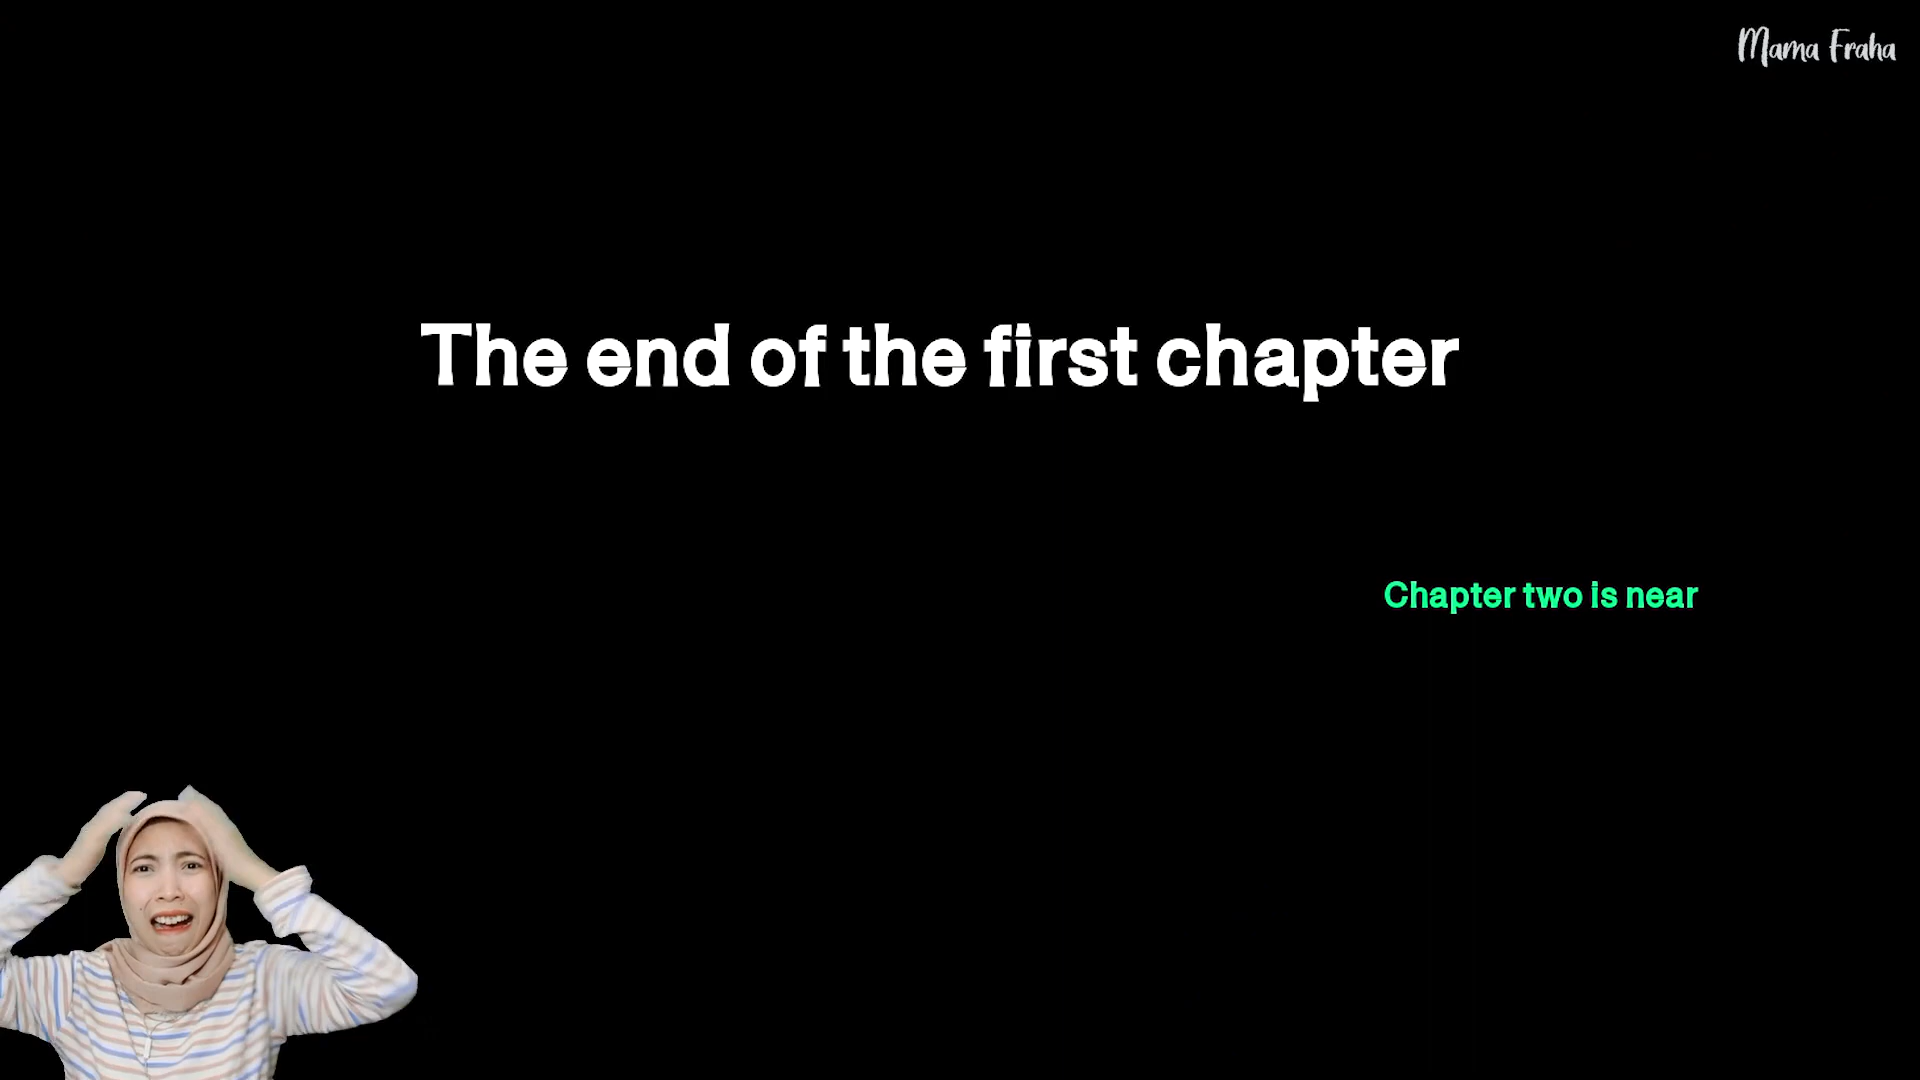 Mama Fraha
The end of the first chapter
Chapter two is near